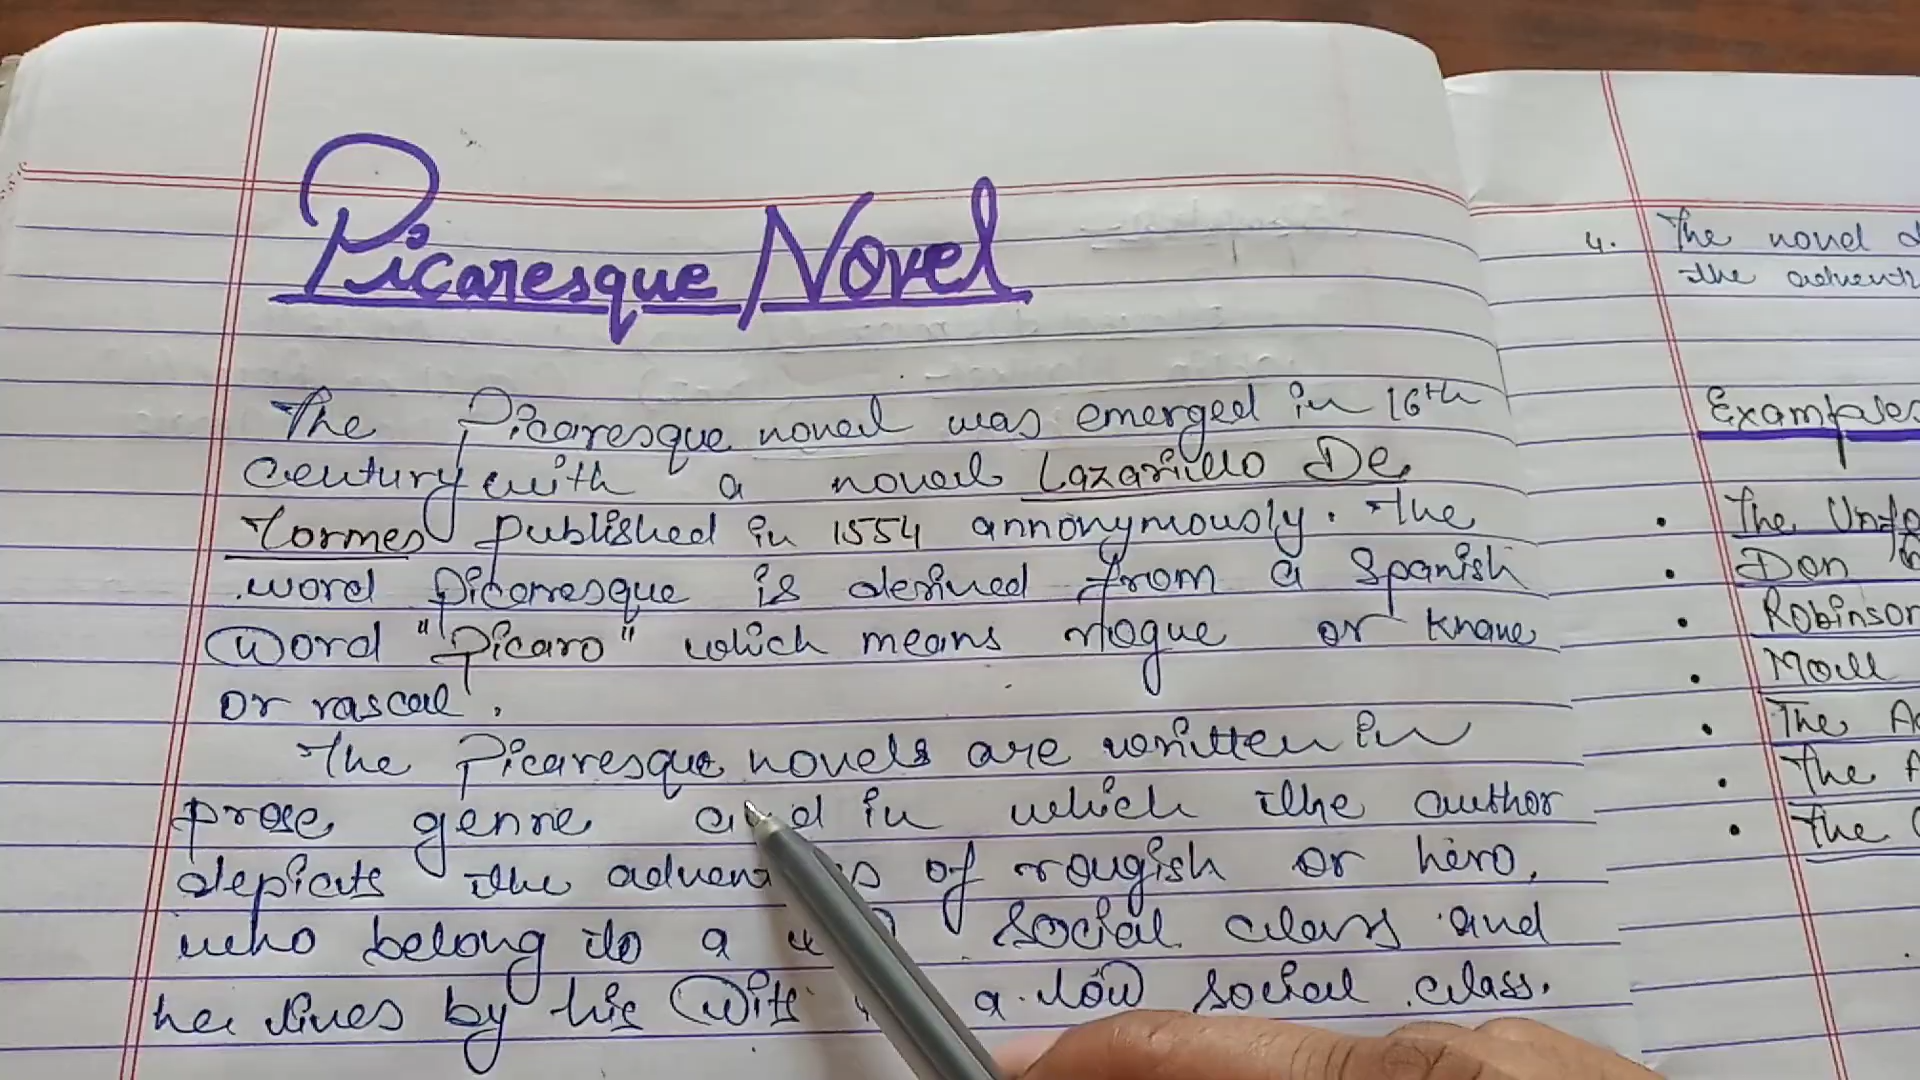 Picaresque Novel
The Picaresque novel was emerged in 16th
century with a novel Lazarillo De
Tormes published in 1554 annonymously. The
word picaresque is derived from a Spanish
word "Picaro" which means rogue or knave
or rascal.
The Picaresque novels are written in
prose genre and in which the author
depicts the of rougish or hero,
who belong to a social class and
he lives by his wits a low social class.
4. The novel
the
Examples
• The
• Don
• Robinson
• Moll
• The
• The
• The